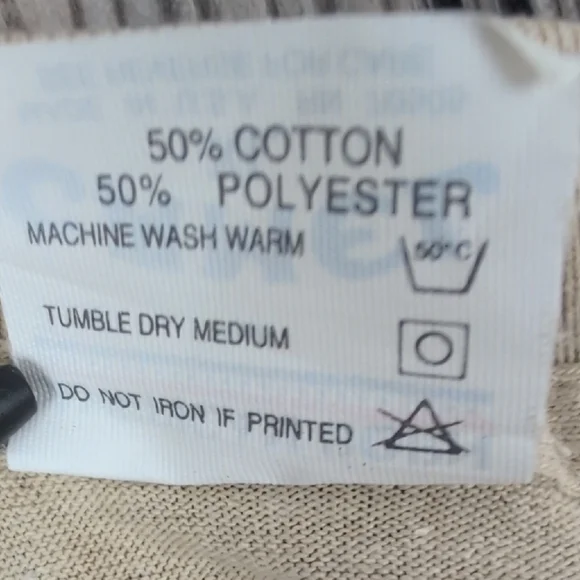 50% COTTON
50% POLYESTER
MACHINE WASH WARM
50°C
TUMBLE DRY MEDIUM
DO NOT IRON IF PRINTED